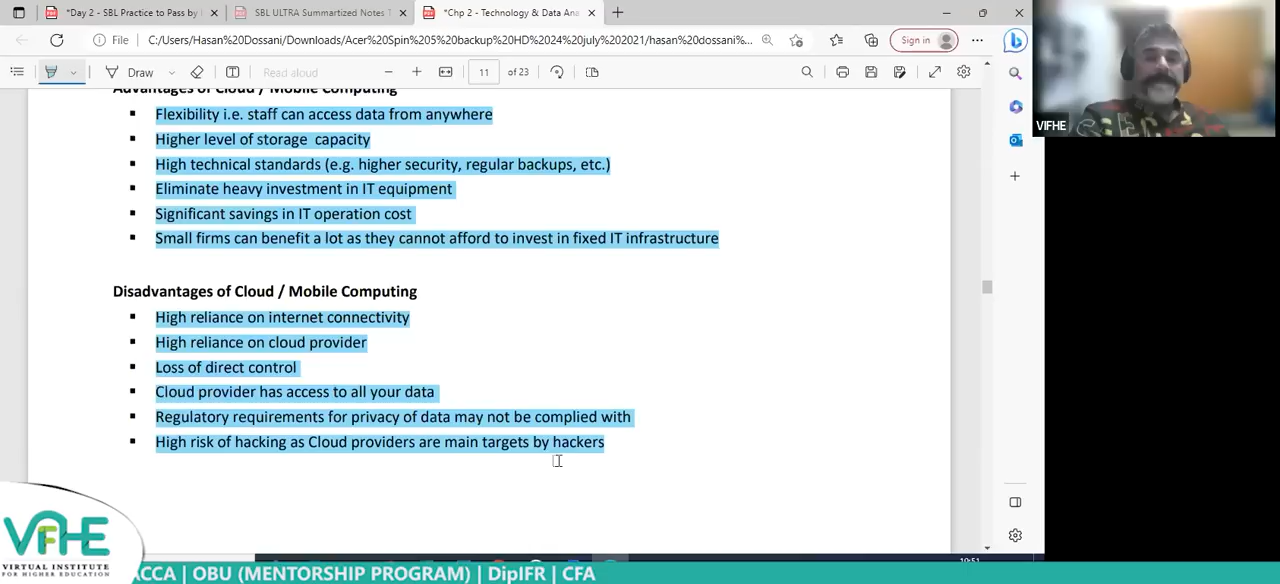 *Day 2 - SBL Practice to Pass by
SBL ULTRA Summartized Notes
*Chp 2 - Technology & Data Ana
File
C:/Users/Hasan%20Dossani/Downloads/Acer%20Spin%205%20backup%20HD%2024%20july%202021/hasan%20dossani/...
Sign in
Draw
Read aloud
11
of 23
Advantages of Cloud / Mobile Computing
▪ Flexibility i.e. staff can access data from anywhere
▪ Higher level of storage capacity
▪ High technical standards (e.g. higher security, regular backups, etc.)
▪ Eliminate heavy investment in IT equipment
▪ Significant savings in IT operation cost
▪ Small firms can benefit a lot as they cannot afford to invest in fixed IT infrastructure
Disadvantages of Cloud / Mobile Computing
▪ High reliance on internet connectivity
▪ High reliance on cloud provider
▪ Loss of direct control
▪ Cloud provider has access to all your data
▪ Regulatory requirements for privacy of data may not be complied with
▪ High risk of hacking as Cloud providers are main targets by hackers
VIFHE
VIFHE
VIRTUAL INSTITUTE
FOR HIGHER EDUCATION
ACCA | OBU (MENTORSHIP PROGRAM) | DipIFR | CFA